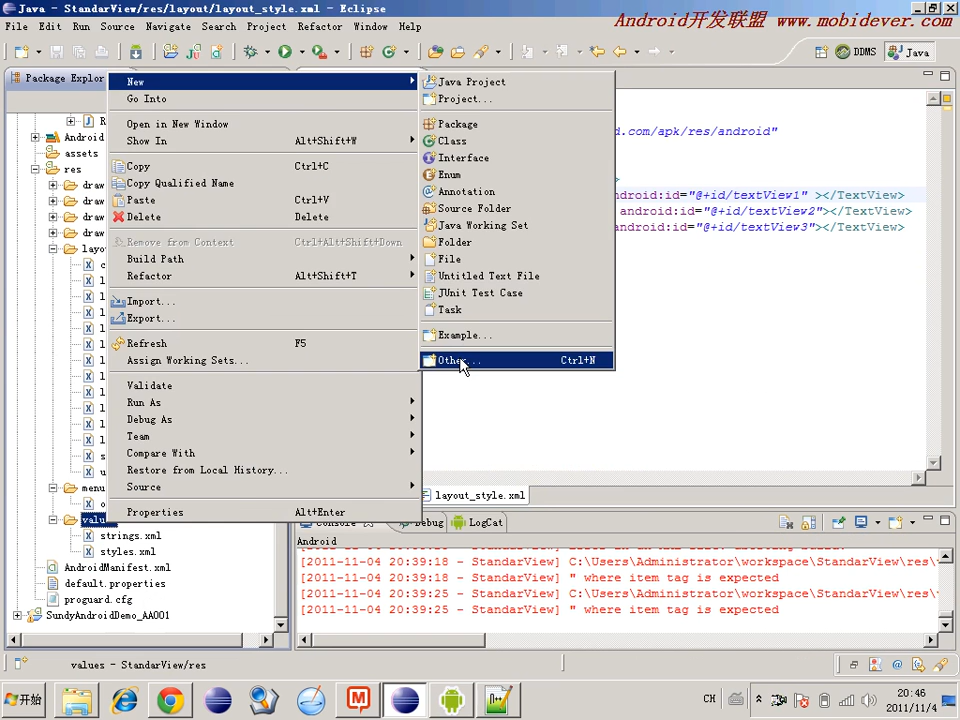 Java - StandarView/res/layout/layout_style.xml - Eclipse
File Edit Run Source Navigate Search Project Refactor Window Help
Android开发联盟 www.mobidever.com
DDMS
Java
Package Explor
New
Go Into
Open in New Window
Show In Alt+Shift+W
Copy Ctrl+C
Copy Qualified Name
Paste Ctrl+V
Delete Delete
Remove from Context Ctrl+Alt+Shift+Down
Build Path
Refactor Alt+Shift+T
Import...
Export...
Refresh F5
Assign Working Sets...
Validate
Run As
Debug As
Team
Compare With
Restore from Local History...
Source
Properties Alt+Enter
Java Project
Project...
Package
Class
Interface
Enum
Annotation
Source Folder
Java Working Set
Folder
File
Untitled Text File
JUnit Test Case
Task
Example...
Other... Ctrl+N
d.com/apk/res/android"
>
ndroid:id="@+id/textView1" ></TextView>
android:id="@+id/textView2"></TextView>
ndroid:id="@+id/textView3"></TextView>
R
Android
assets
res
draw
draw
draw
draw
layou
menu
valu
strings.xml
styles.xml
AndroidManifest.xml
default.properties
proguard.cfg
SundyAndroidDemo_AA001
layout_style.xml
Console
Debug
LogCat
Android
[2011-11-04 20:39:18 - StandarView] C:\Users\Administrator\workspace\StandarView\res\
[2011-11-04 20:39:18 - StandarView] " where item tag is expected
[2011-11-04 20:39:25 - StandarView] C:\Users\Administrator\workspace\StandarView\res\
[2011-11-04 20:39:25 - StandarView] " where item tag is expected
values - StandarView/res
开始
CH
20:46
2011/11/4